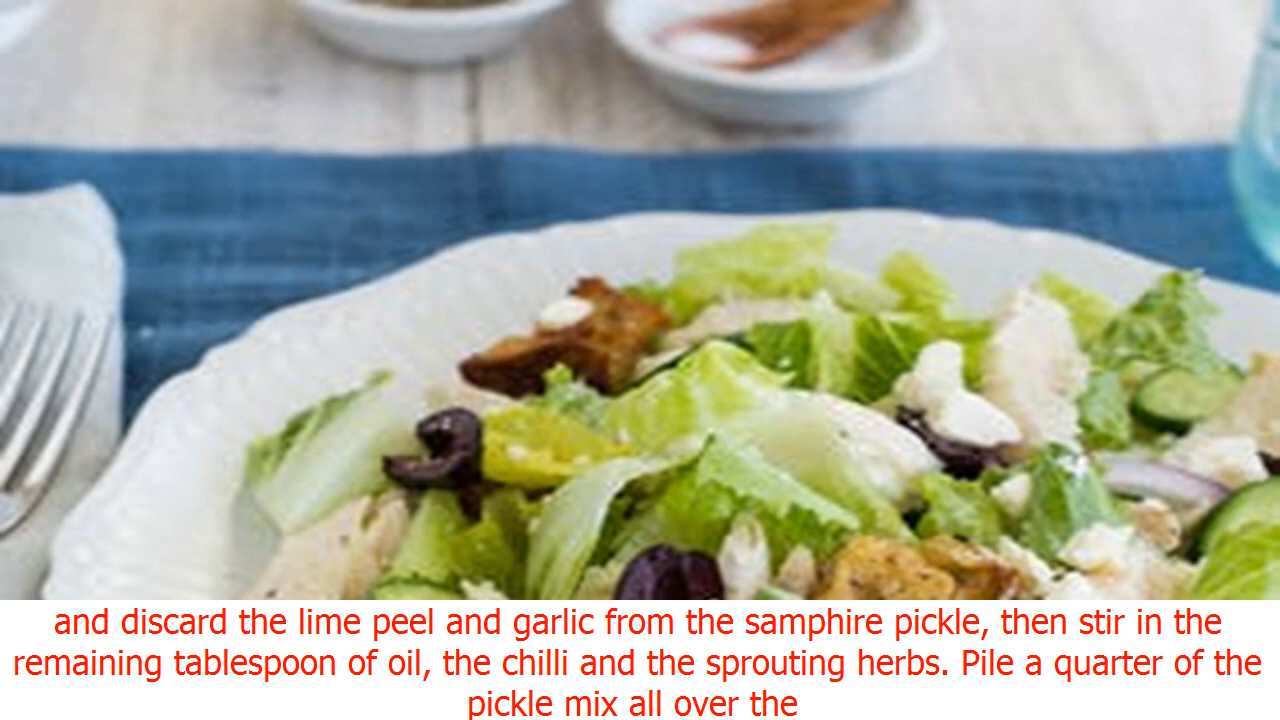 and discard the lime peel and garlic from the samphire pickle, then stir in the
remaining tablespoon of oil, the chilli and the sprouting herbs. Pile a quarter of the
pickle mix all over the